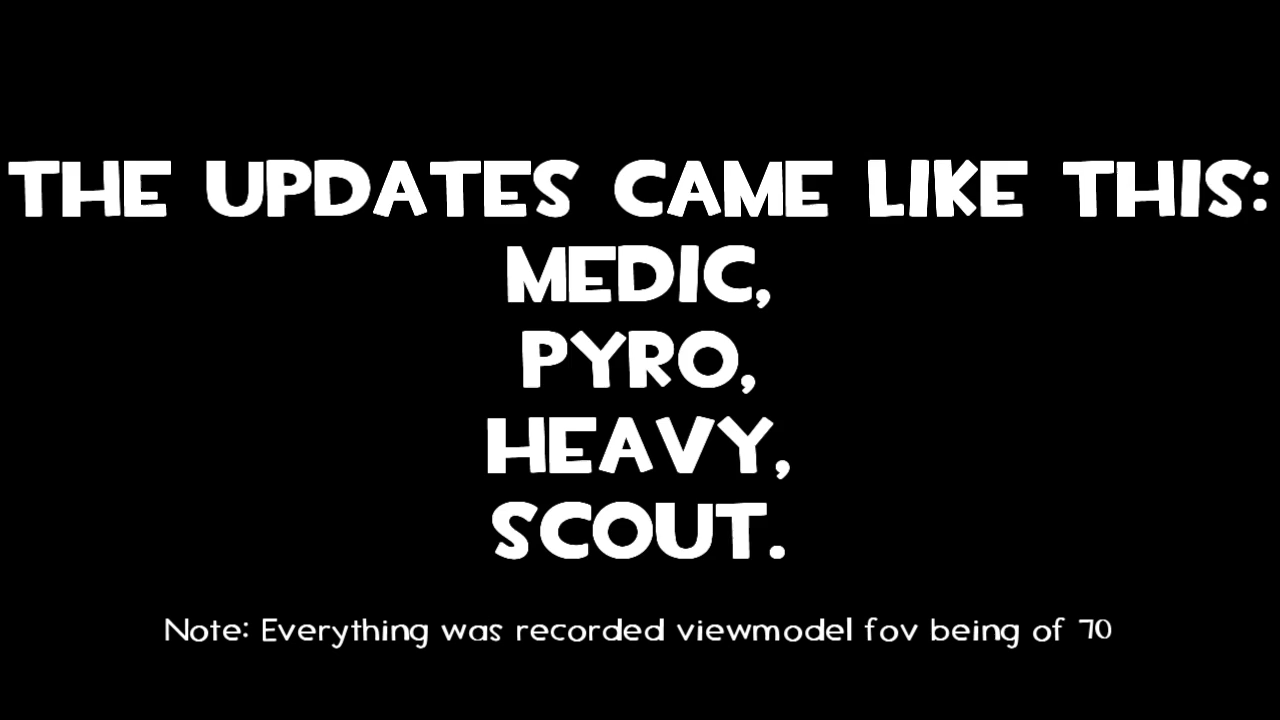 THE UPDATES CAME LIKE THIS:
MEDIC,
PYRO,
HEAVY,
SCOUT.
Note: Everything was recorded viewmodel fov being of 70